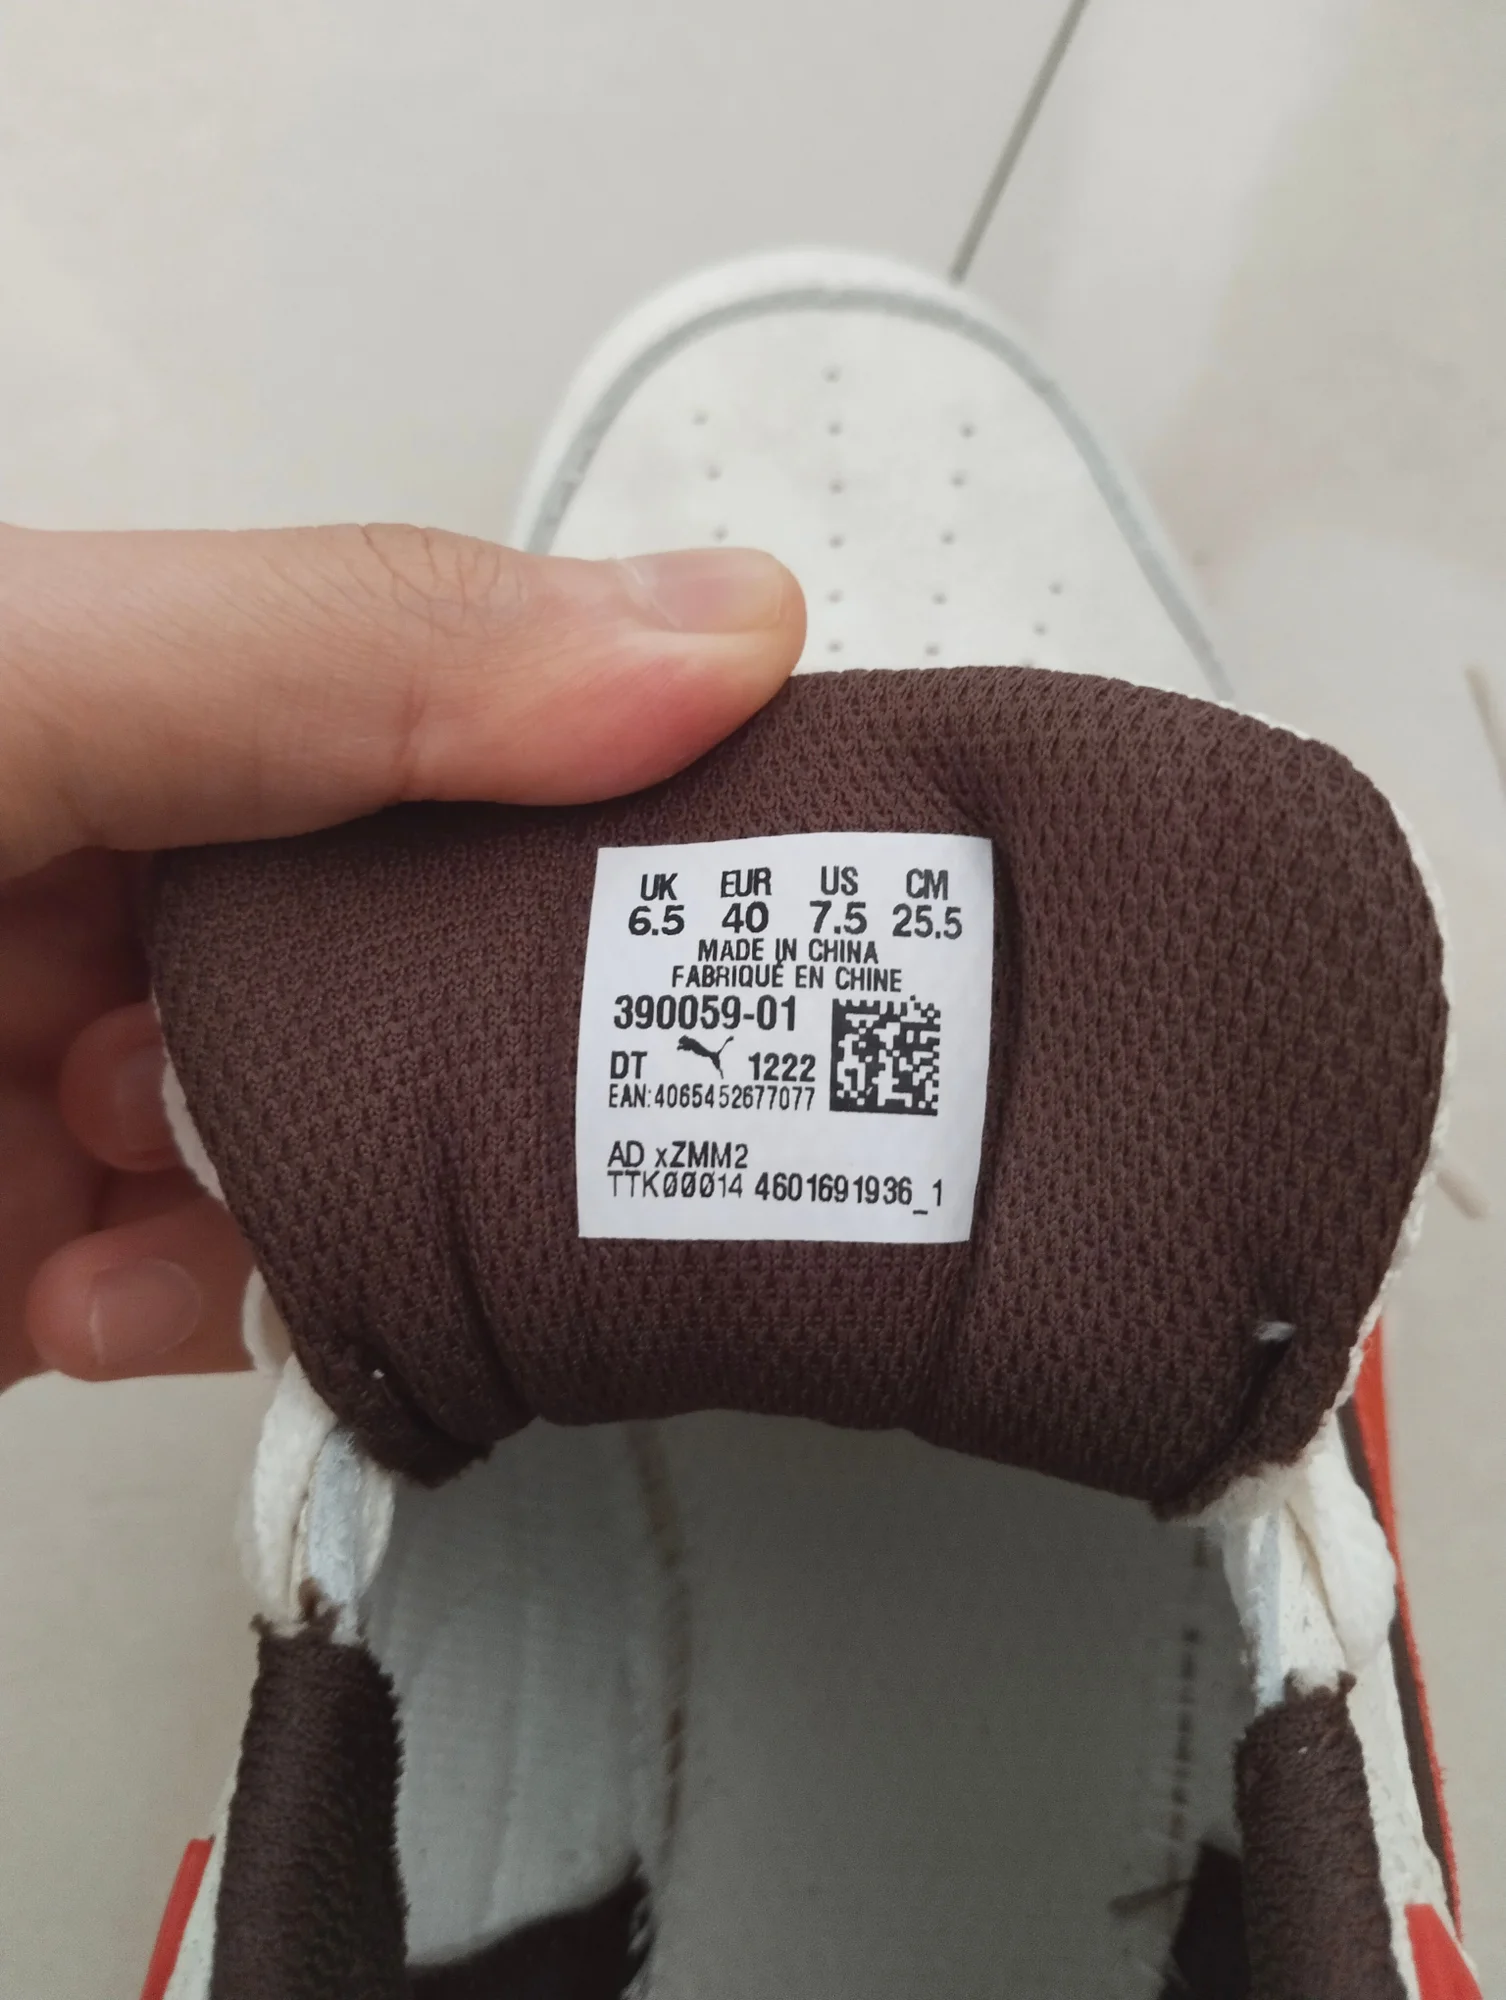 UK EUR US CM
6.5 40 7.5 25.5
MADE IN CHINA
FABRIQUÉ EN CHINE
390059-01
DT 1222
EAN:4065452677077
AD xZMM2
TTK00014 4601691936_1